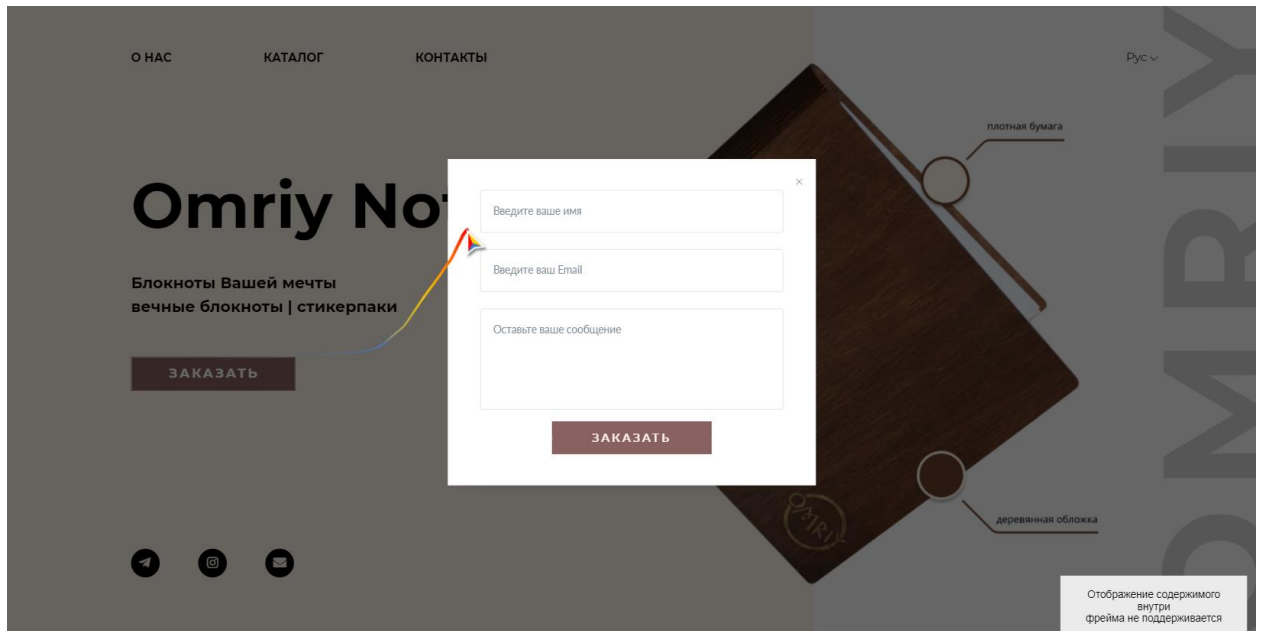 О НАС
КАТАЛОГ
КОНТАКТЫ
Рус
плотная бумага
Omriy No
Введите ваше имя
Введите ваш Email
Блокноты Вашей мечты
вечные блокноты | стикерпаки
Оставьте ваше сообщение
ЗАКАЗАТЬ
ЗАКАЗАТЬ
OMRIY
деревянная обложка
OMRIY
Отображение содержимого
внутри
фрейма не поддерживается